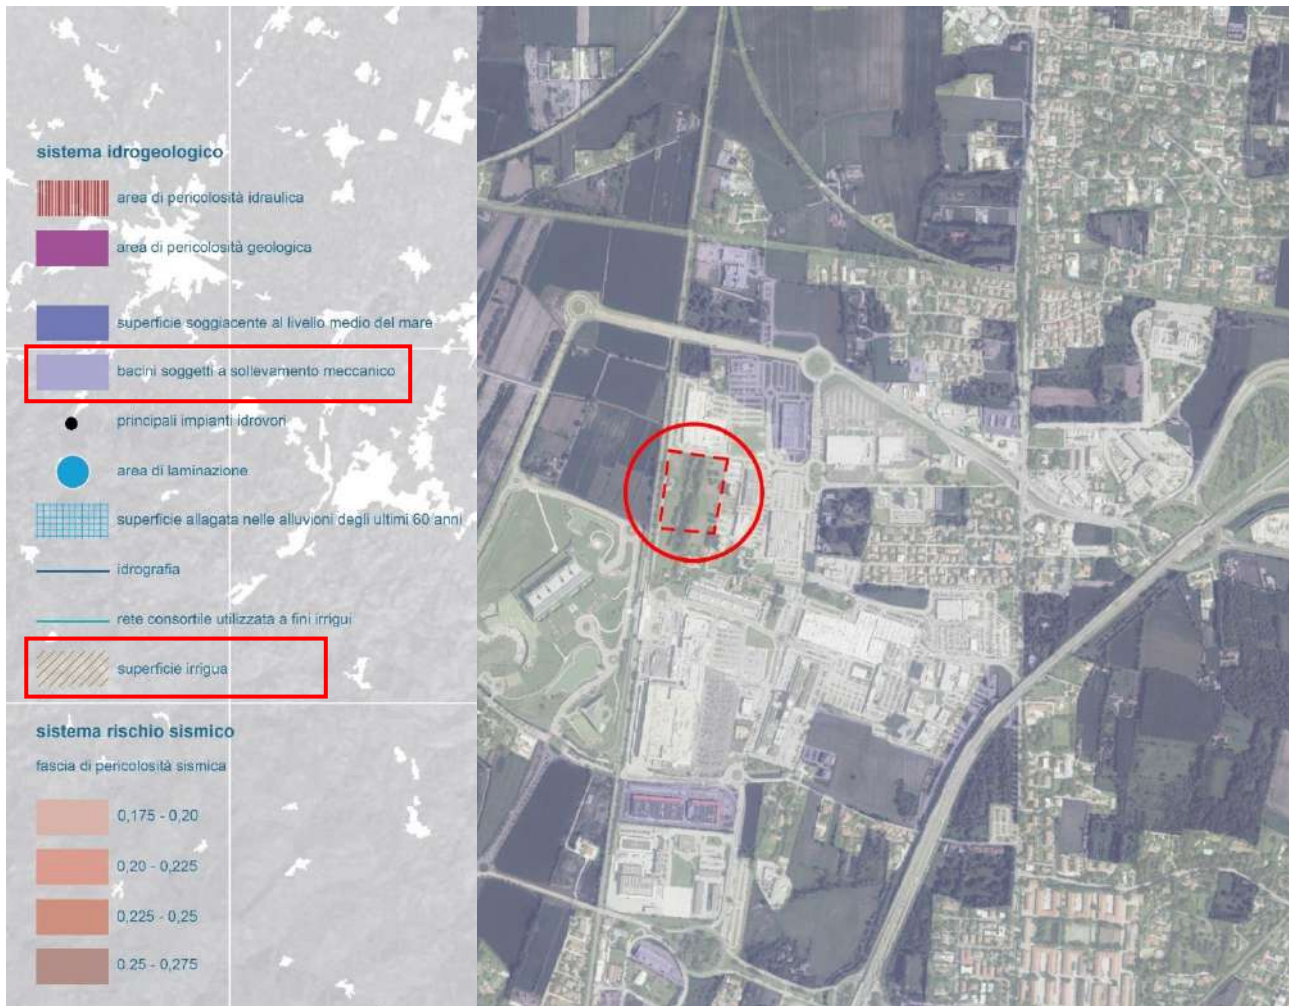 sistema idrogeologico
area di pericolosità idraulica
area di pericolosità geologica
superficie soggiacente al livello medio del mare
bacini soggetti a sollevamento meccanico
principali impianti idrovori
area di laminazione
superficie allagata nelle alluvioni degli ultimi 60 anni
idrografia
rete consortile utilizzata a fini irrigui
superficie irrigua
sistema rischio sismico
fascia di pericolosità sismica
0,175 - 0,20
0,20 - 0,225
0,225 - 0,25
0.25 - 0,275